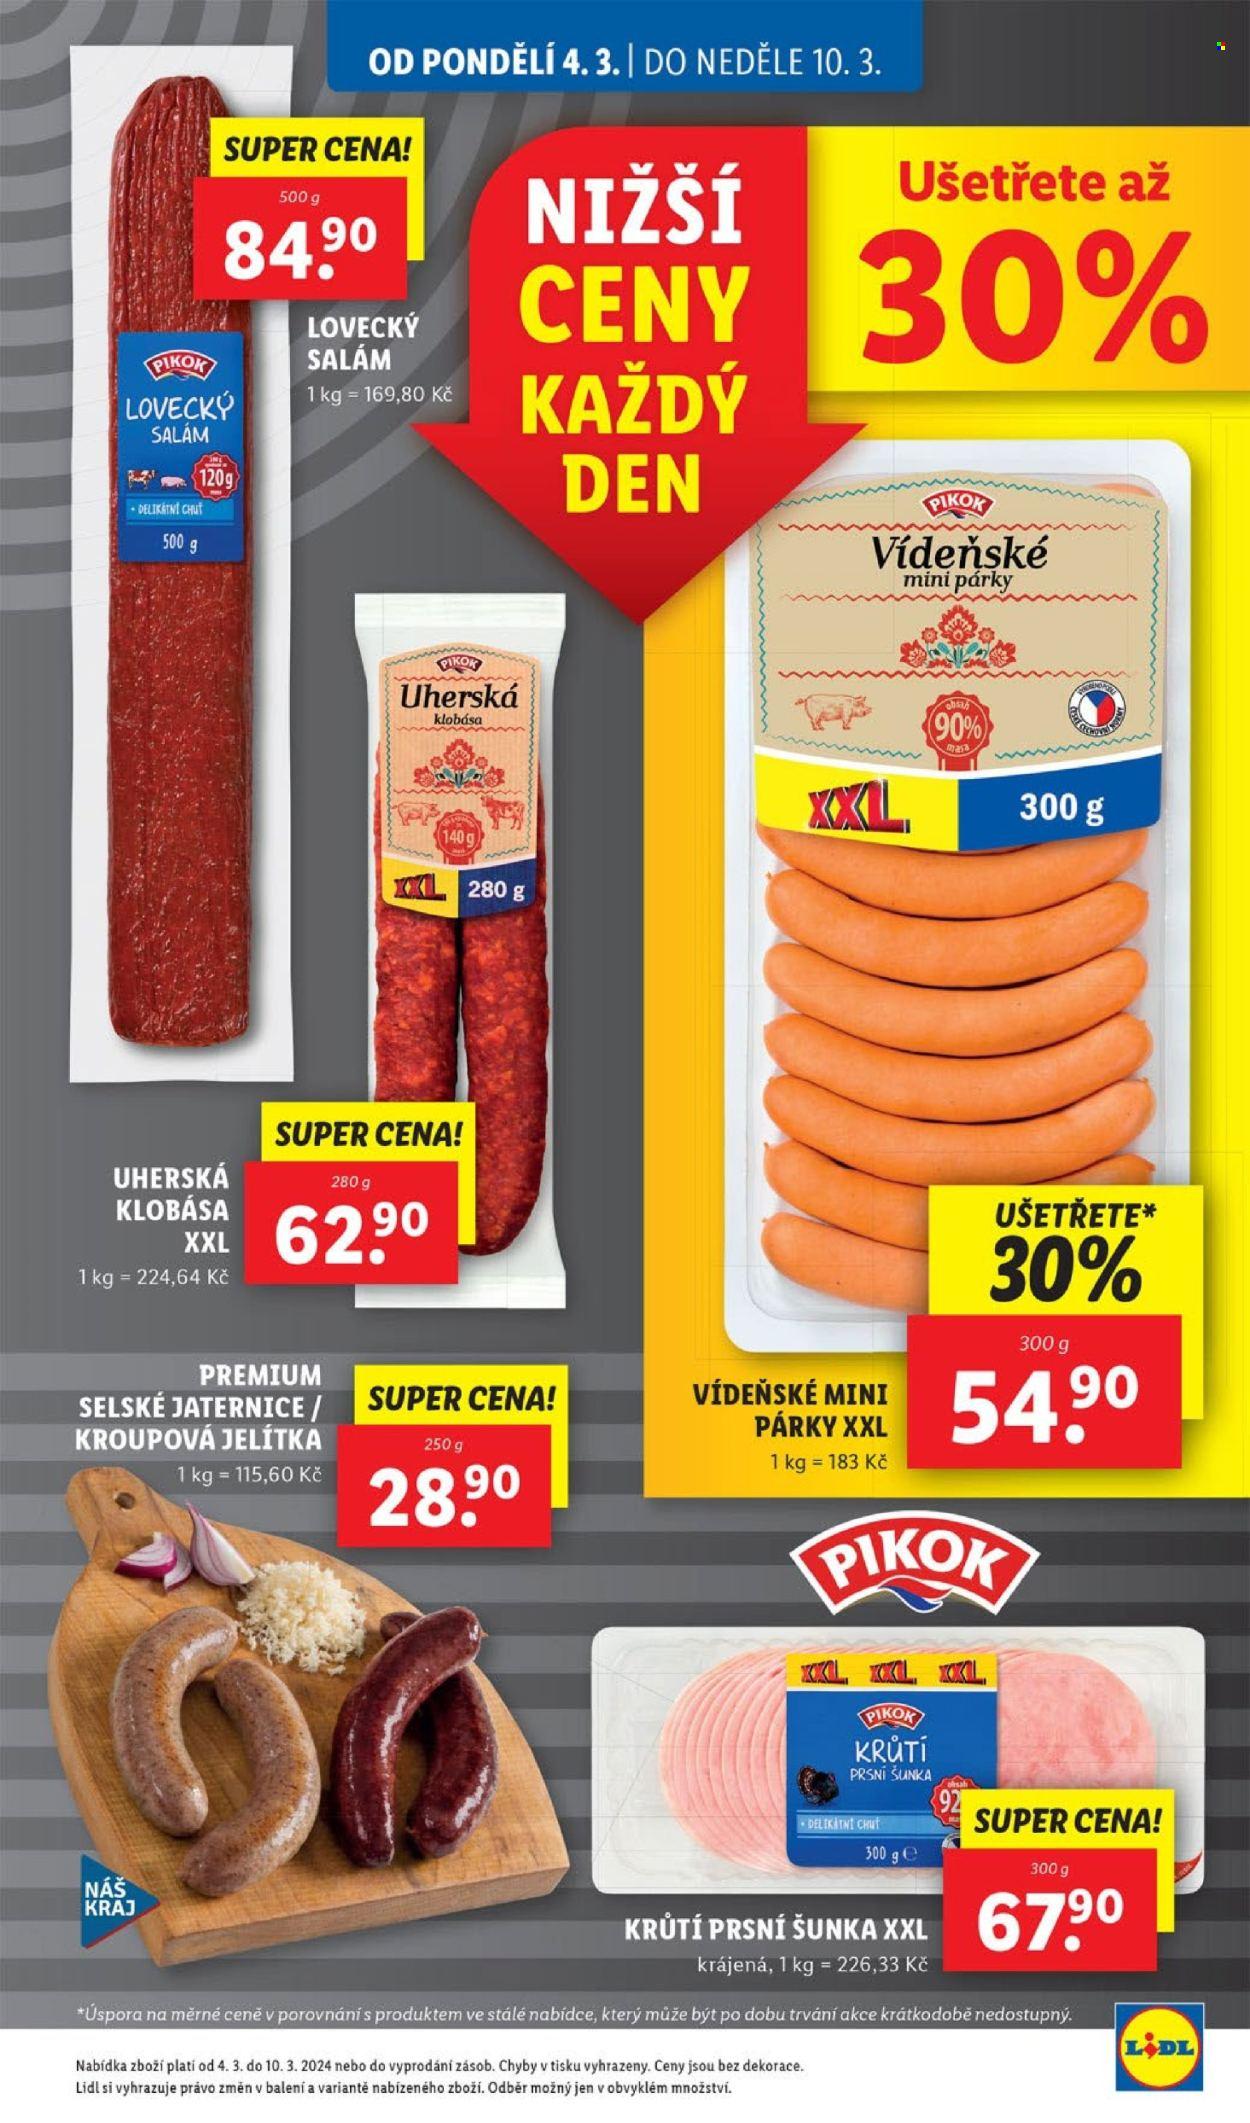 OD PONDĚLÍ 4. 3. | DO NEDĚLE 10. 3.
SUPER CENA!
500 g
84.90
LOVECKÝ
SALÁM
1 kg = 169,80 Kč
PIKOK
LOVECKÝ
SALÁM
120g
• DELIKÁTNÍ CHUŤ
500 g
NIŽŠÍ
CENY
KAŽDÝ
DEN
Ušetřete až
30%
PIKOK
Vídeňské
mini párky
obsah
90%
masa
ČESKÉ CECHOVNÍ NORMY
XXL
300 g
PIKOK
Uherská
klobása
140 g
XXL
280 g
SUPER CENA!
280 g
62.90
UHERSKÁ
KLOBÁSA
XXL
1 kg = 224,64 Kč
UŠETŘETE*
30%
300 g
54.90
VÍDEŇSKÉ MINI
PÁRKY XXL
1 kg = 183 Kč
PREMIUM
SELSKÉ JATERNICE /
KROUPOVÁ JELÍTKA
1 kg = 115,60 Kč
SUPER CENA!
250 g
28.90
NÁŠ
KRAJ
PIKOK
XXL XXL XXL
PIKOK
KRŮTÍ
PRSNÍ ŠUNKA
obsah
92
• DELIKÁTNÍ CHUŤ
300 g e
SUPER CENA!
300 g
67.90
KRŮTÍ PRSNÍ ŠUNKA XXL
krájená, 1 kg = 226,33 Kč
*Úspora na měrné ceně v porovnání s produktem ve stálé nabídce, který může být po dobu trvání akce krátkodobě nedostupný.
LIDL
Nabídka zboží platí od 4. 3. do 10. 3. 2024 nebo do vyprodání zásob. Chyby v tisku vyhrazeny. Ceny jsou bez dekorace.
Lidl si vyhrazuje právo změn v balení a variantě nabízeného zboží. Odběr možný jen v obvyklém množství.